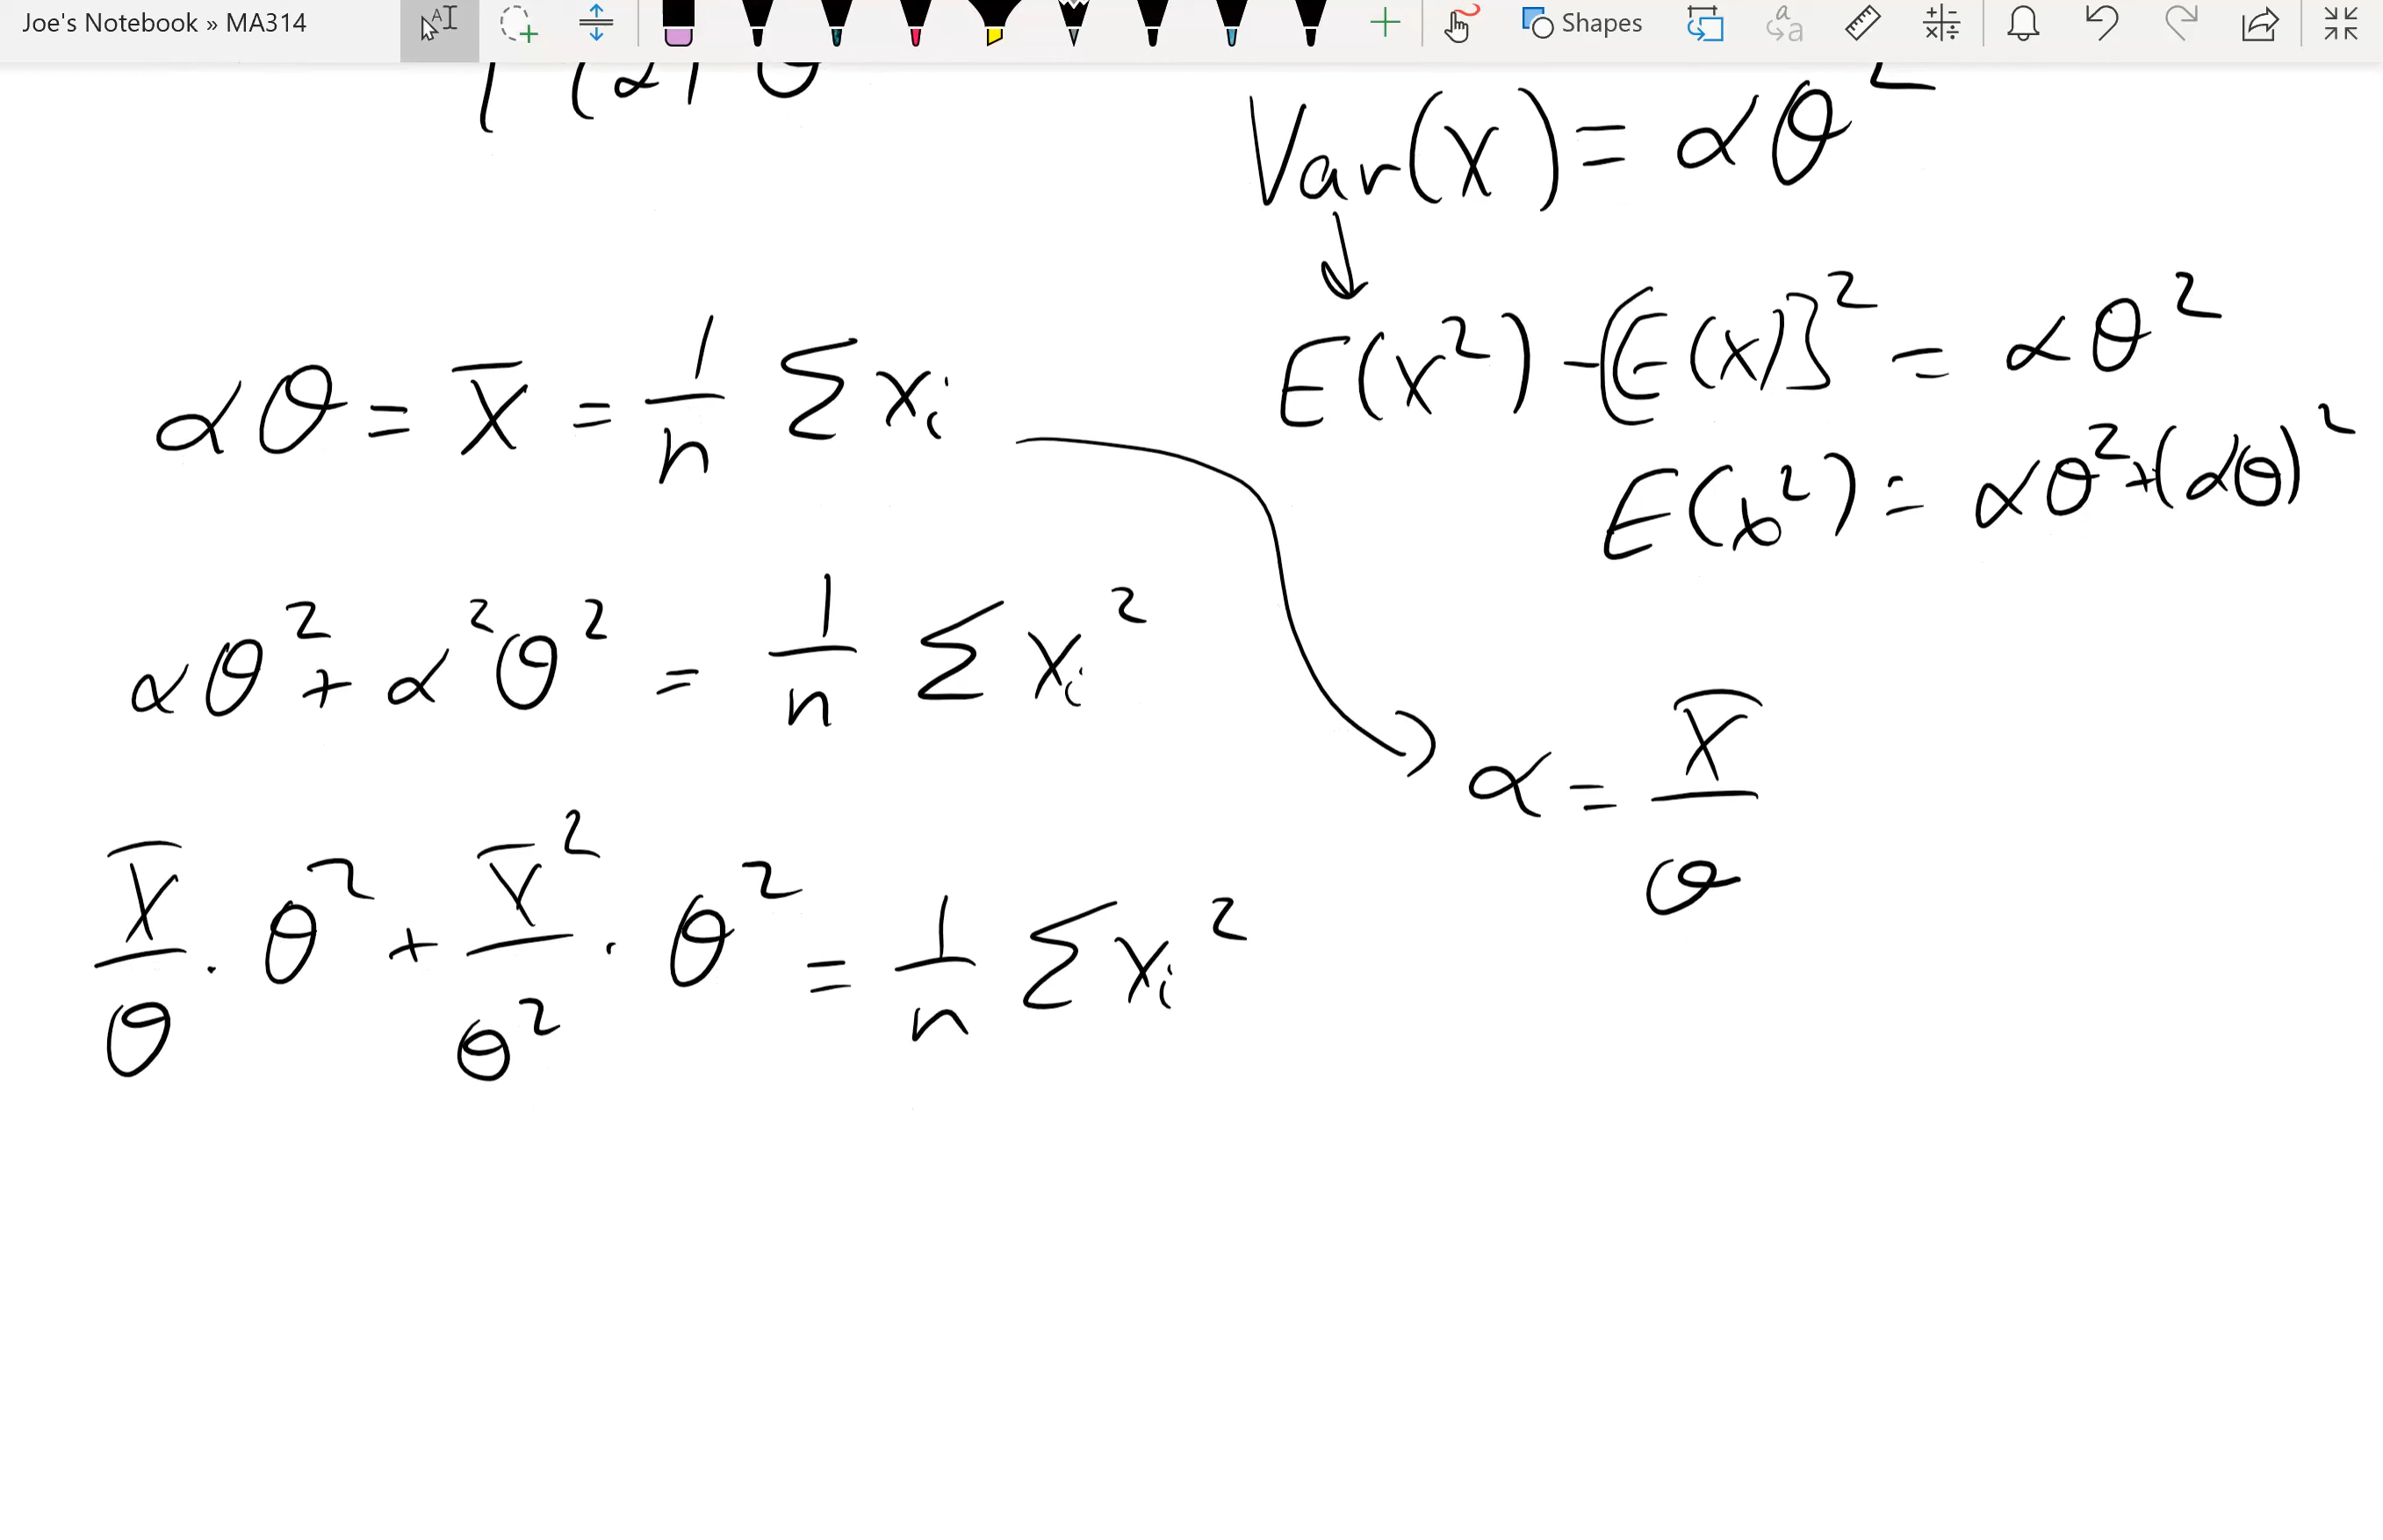 Joe's Notebook » MA314
Shapes
Γ(α) θ
Var(x) = αθ²
E(x²) - [E(x)]² = αθ²
αθ = x̄ = 1/n Σxᵢ
E(x²) = αθ² + (αθ)²
αθ² + α²θ² = 1/n Σ xᵢ²
α = x̄/θ
x̄/θ · θ² + x̄²/θ² · θ² = 1/n Σxᵢ²